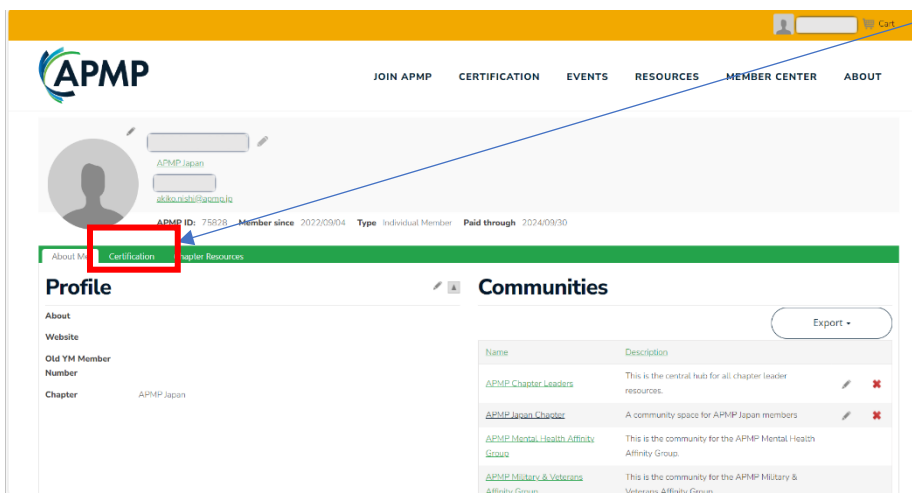 Cart
APMP
JOIN APMP CERTIFICATION EVENTS RESOURCES MEMBER CENTER ABOUT
APMP Japan
akiko.nishi@apmp.jp
APMP ID: 75828 Member since 2022/09/04 Type Individual Member Paid through 2024/09/30
About Me Certification Chapter Resources
Profile
About
Website
Old YM Member
Number
Chapter APMP Japan
Communities
Export
Name Description
APMP Chapter Leaders This is the central hub for all chapter leader
resources.
APMP Japan Chapter A community space for APMP Japan members
APMP Mental Health Affinity This is the community for the APMP Mental Health
Group Affinity Group.
APMP Military & Veterans This is the community for the APMP Military &
Affinity Group Veterans Affinity Group